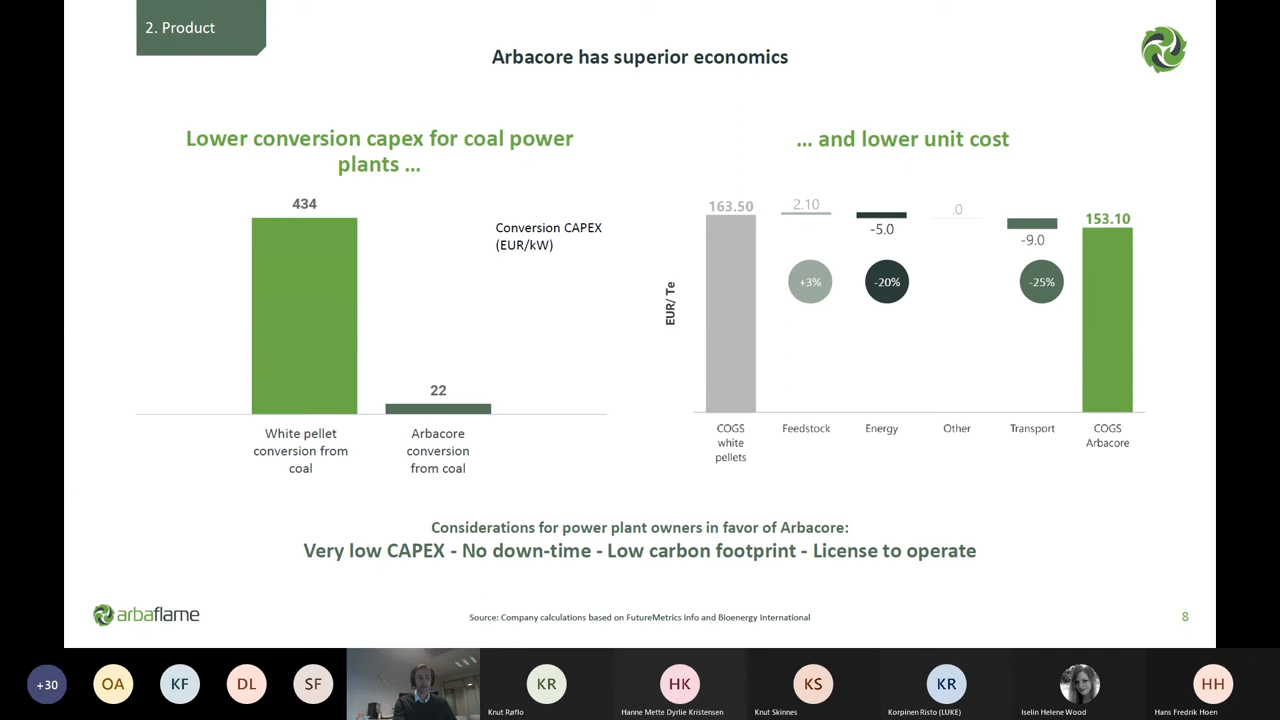 2. Product
Arbacore has superior economics
Lower conversion capex for coal power
plants ...
434
22
Conversion CAPEX
(EUR/kW)
White pellet
conversion from
coal
Arbacore
conversion
from coal
... and lower unit cost
EUR/ Te
163.50
2.10
-5.0
.0
-9.0
153.10
+3%
-20%
-25%
COGS
white
pellets
Feedstock
Energy
Other
Transport
COGS
Arbacore
Considerations for power plant owners in favor of Arbacore:
Very low CAPEX - No down-time - Low carbon footprint - License to operate
arbaflame
Source: Company calculations based on FutureMetrics info and Bioenergy International
8
+30
OA
KF
DL
SF
KR
Knut Røflo
HK
Hanne Mette Dyrlie Kristensen
KS
Knut Skinnes
KR
Korpinen Risto (LUKE)
Iselin Helene Wood
HH
Hans Fredrik Hoen